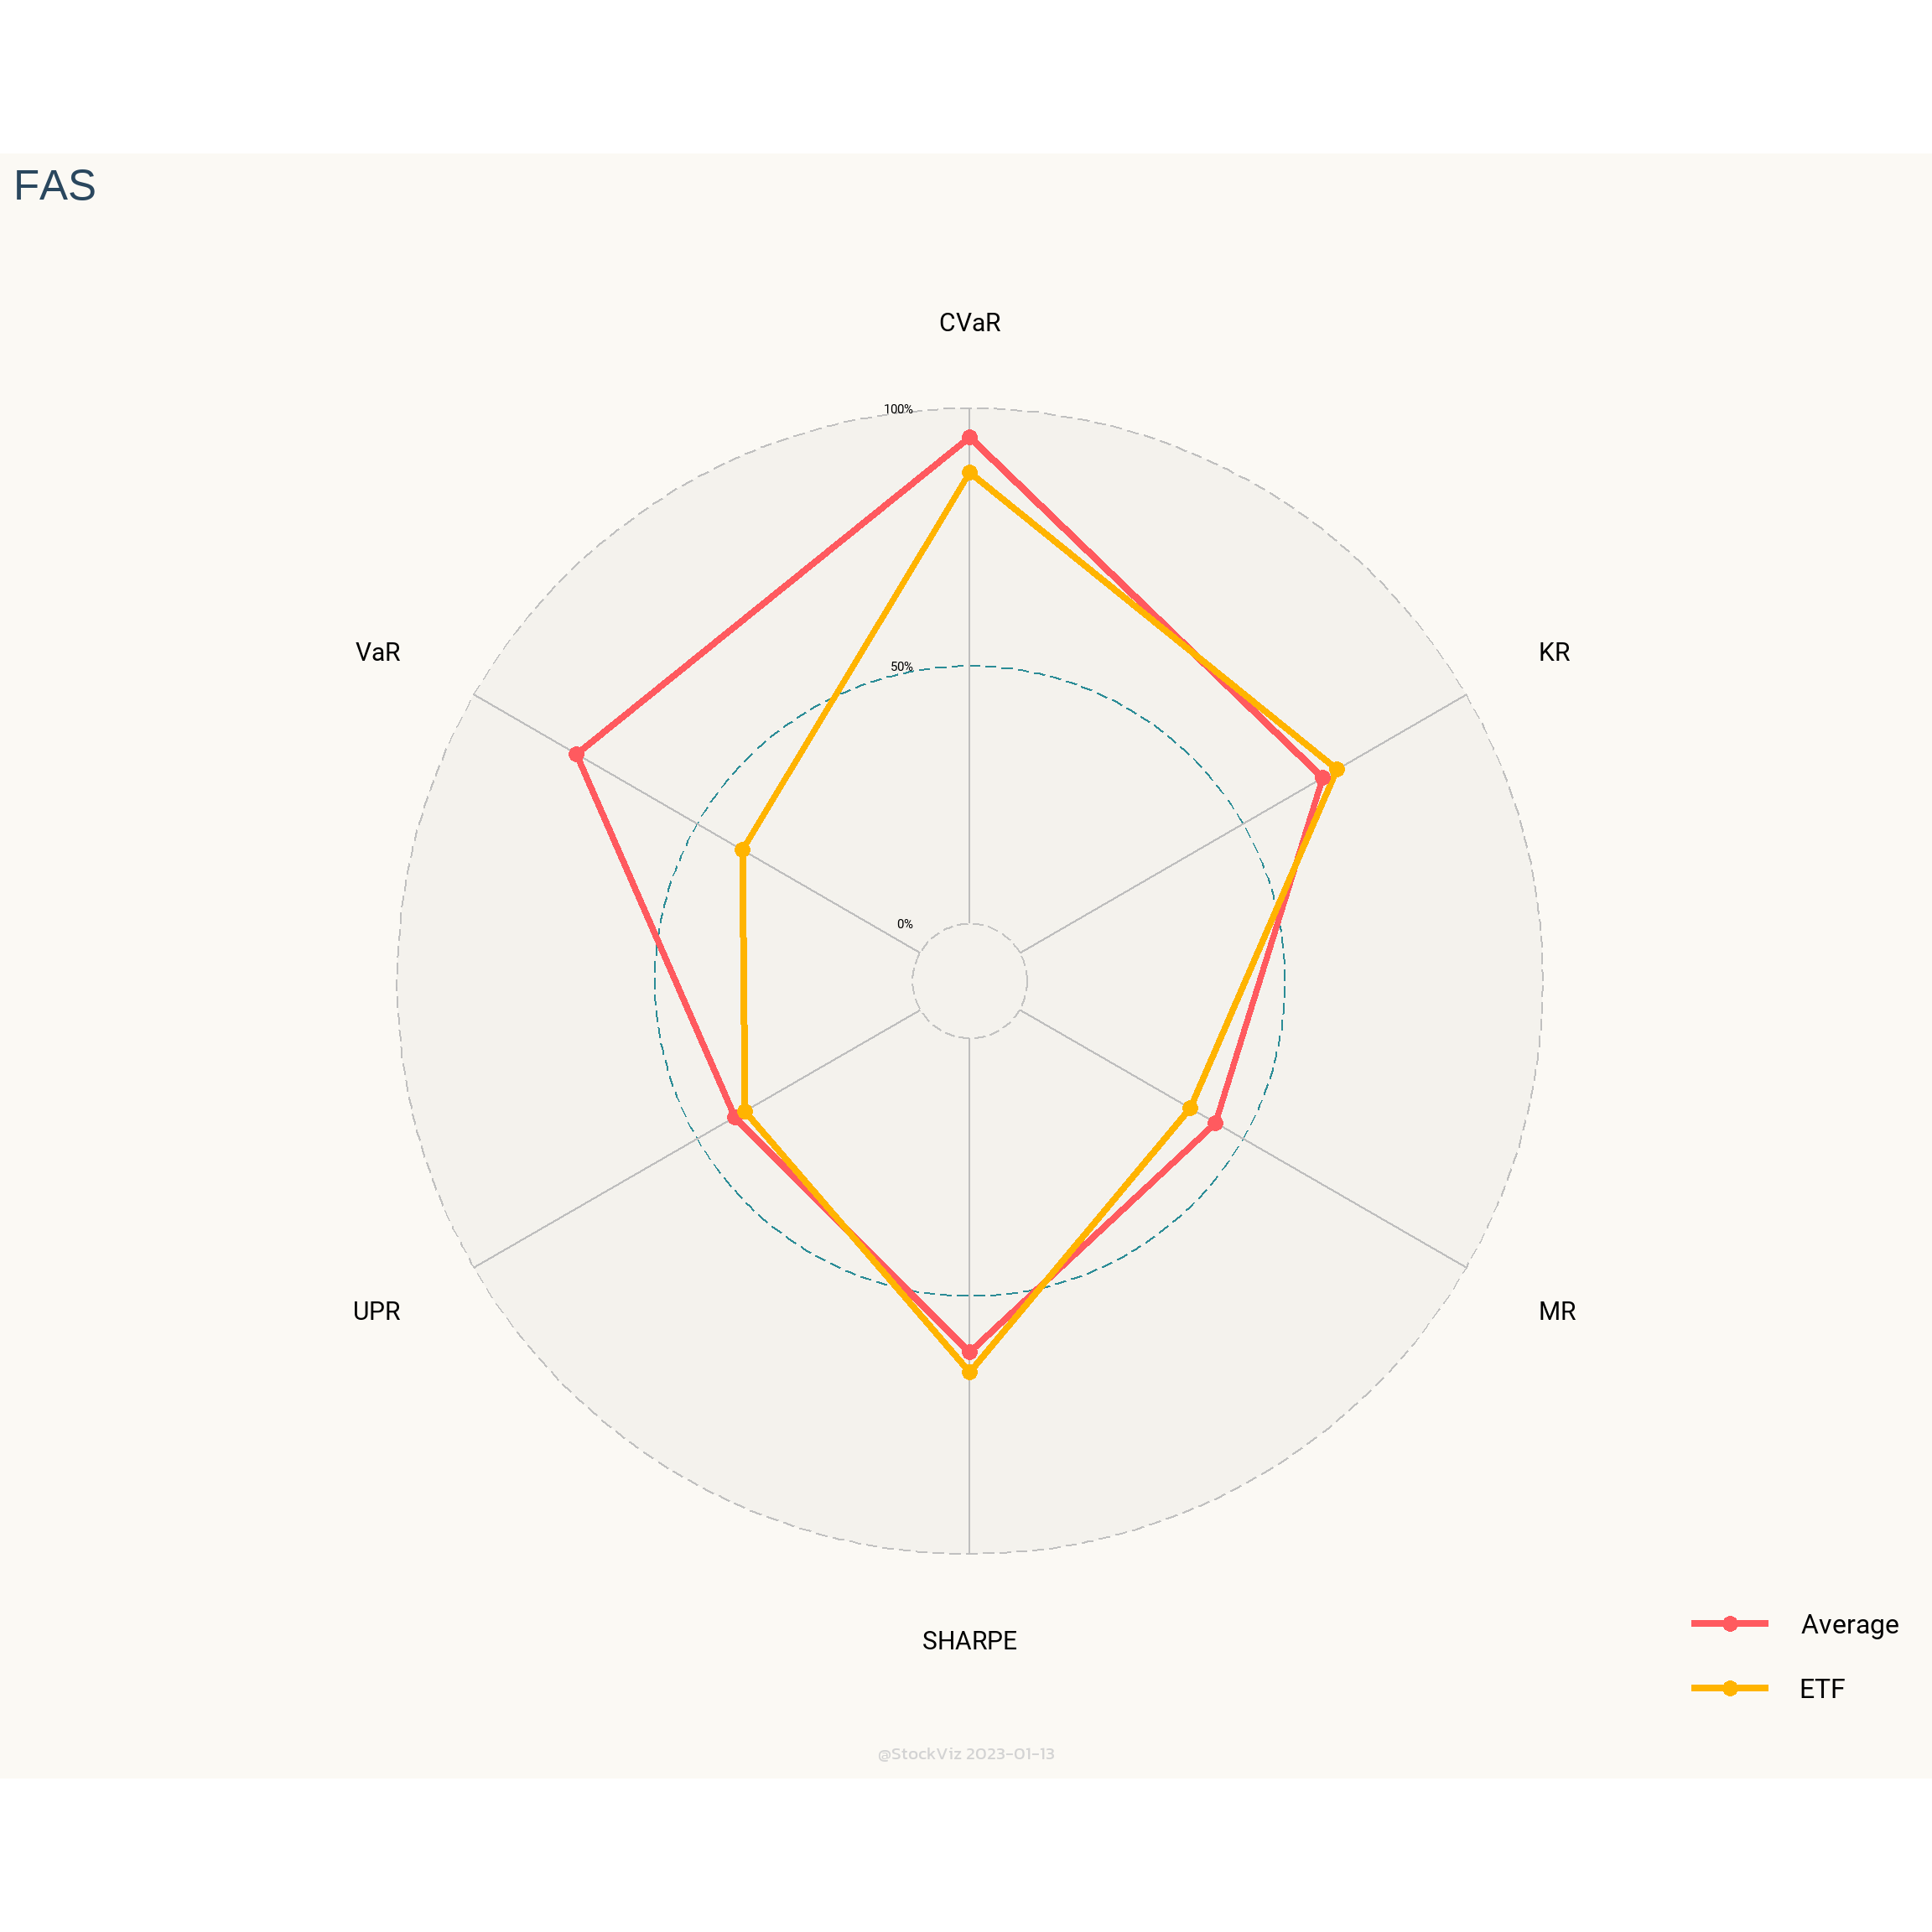 FAS
CVaR
100%
VaR
KR
50%
0%
UPR
MR
SHARPE
Average
ETF
@StockViz 2023-01-13